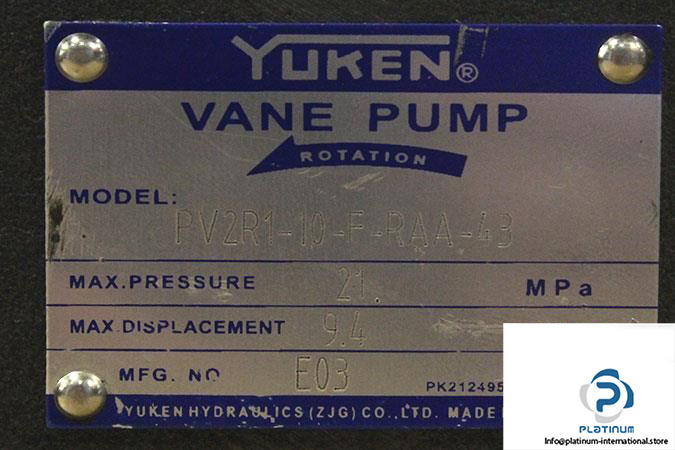 YUKEN®
VANE PUMP
ROTATION
MODEL:
PV2R1-10-F-RAA-43
MAX.PRESSURE 21. MPa
MAX.DISPLACEMENT 9.4
MFG. NO E03
PK212495
YUKEN HYDRAULICS (ZJG) CO.,LTD. MADE
PLATINUM
Info@platinum-international.store